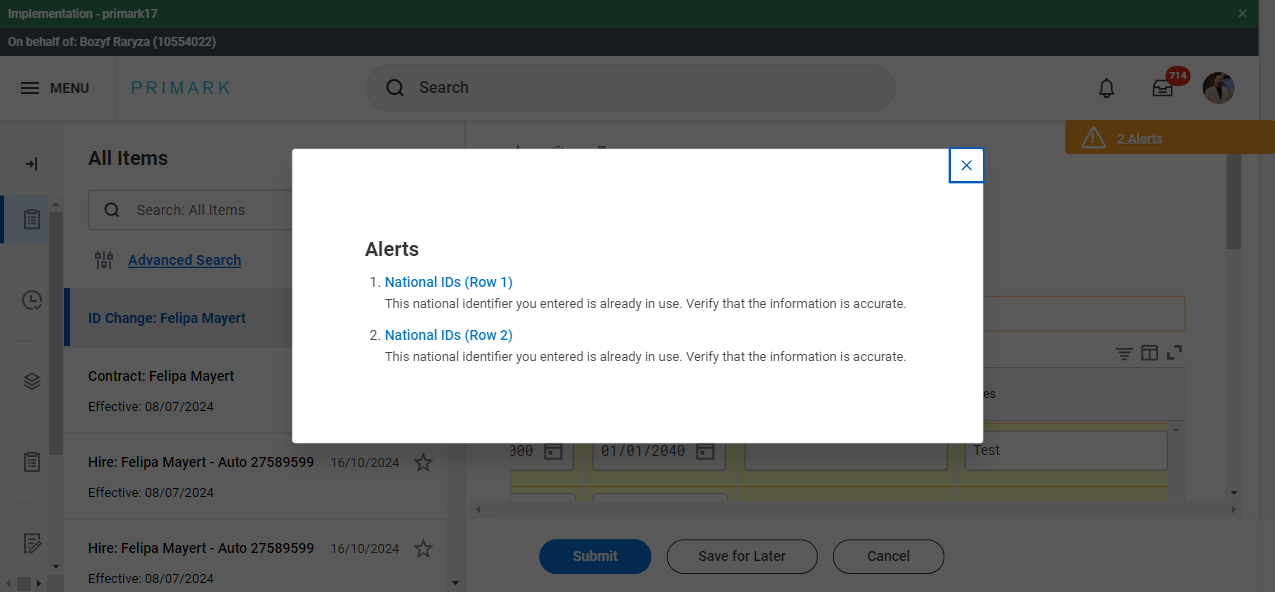 Implementation - primark17
On behalf of: Bozyf Raryza (10554022)
MENU
PRIMARK
Search
714
2 Alerts
All Items
Search: All Items
Advanced Search
ID Change: Felipa Mayert
Contract: Felipa Mayert
Effective: 08/07/2024
Hire: Felipa Mayert - Auto 27589599 16/10/2024
Effective: 08/07/2024
Hire: Felipa Mayert - Auto 27589599 16/10/2024
Effective: 08/07/2024
Alerts
1. National IDs (Row 1)
This national identifier you entered is already in use. Verify that the information is accurate.
2. National IDs (Row 2)
This national identifier you entered is already in use. Verify that the information is accurate.
es
000 01/01/2040 Test
Submit Save for Later Cancel